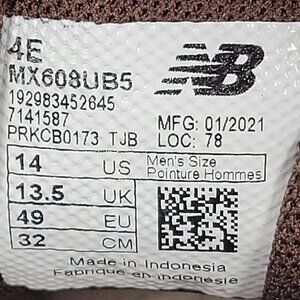 4E
MX608UB5
192983452645
7141587
PRKCB0173 TJB
MFG: 01/2021
LOC: 78
14 US Men's Size
Pointure Hommes
13.5 UK
49 EU
32 CM
Made in Indonesia
Fabriqué en Indonésie